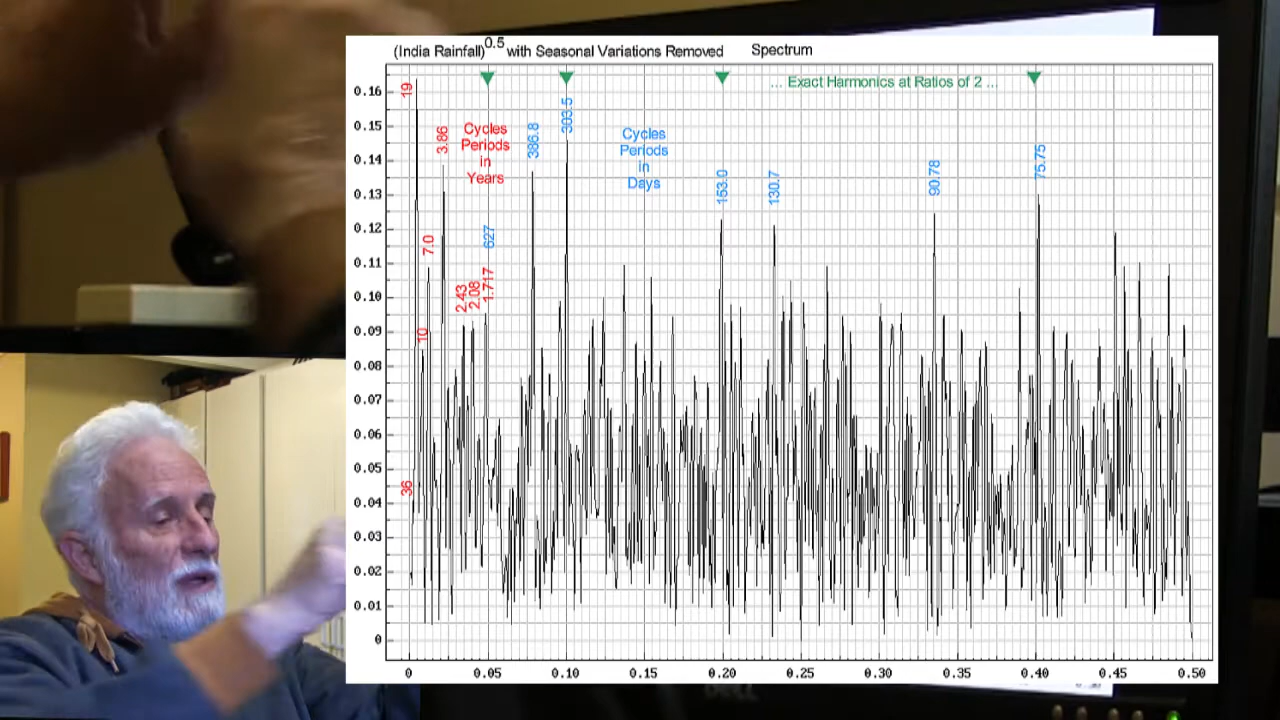 (India Rainfall)^0.5 with Seasonal Variations Removed Spectrum
... Exact Harmonics at Ratios of 2 ...
0.16
0.15
0.14
0.13
0.12
0.11
0.10
0.09
0.08
0.07
0.06
0.05
0.04
0.03
0.02
0.01
0
19
36
10
7.0
3.86
2.43
2.08
1.717
627
Cycles
Periods
in
Years
386.8
303.5
Cycles
Periods
in
Days
153.0
130.7
90.78
75.75
0 0.05 0.10 0.15 0.20 0.25 0.30 0.35 0.40 0.45 0.50
DELL